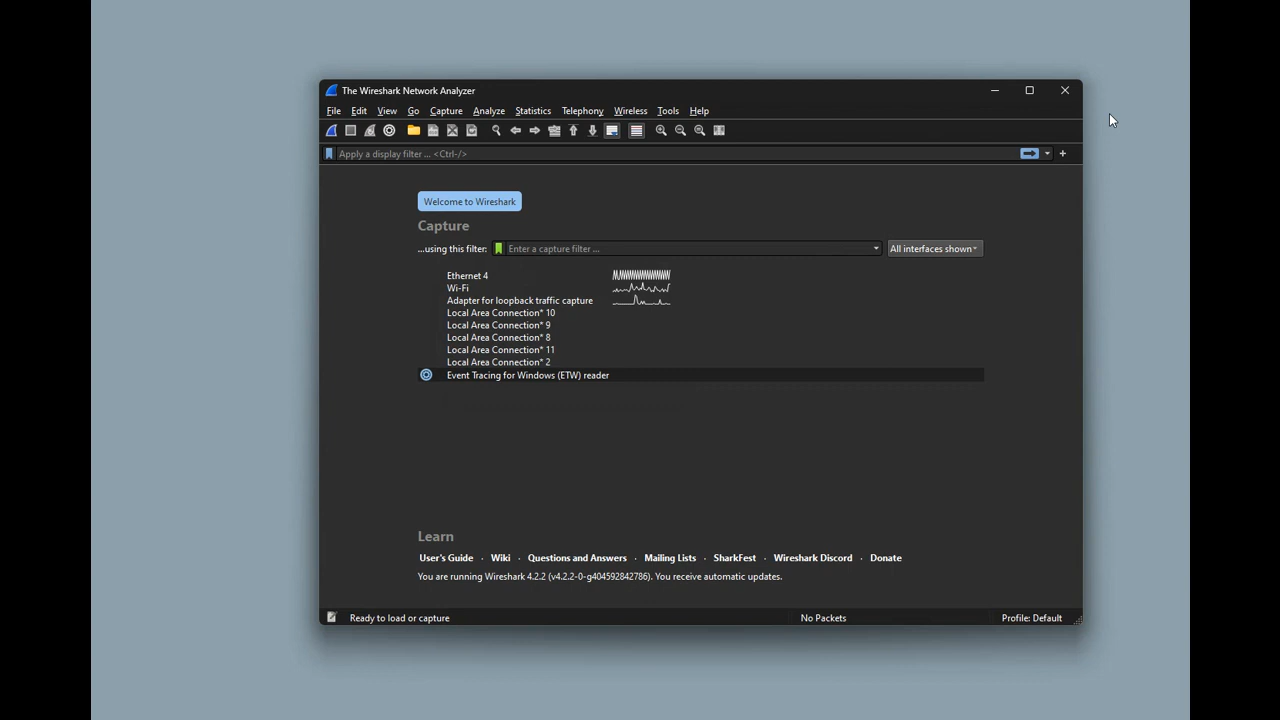 The Wireshark Network Analyzer
File Edit View Go Capture Analyze Statistics Telephony Wireless Tools Help
Apply a display filter ... <Ctrl-/>
Welcome to Wireshark
Capture
...using this filter: Enter a capture filter ... All interfaces shown
Ethernet 4
Wi-Fi
Adapter for loopback traffic capture
Local Area Connection* 10
Local Area Connection* 9
Local Area Connection* 8
Local Area Connection* 11
Local Area Connection* 2
Event Tracing for Windows (ETW) reader
Learn
User's Guide · Wiki · Questions and Answers · Mailing Lists · SharkFest · Wireshark Discord · Donate
You are running Wireshark 4.2.2 (v4.2.2-0-g404592842786). You receive automatic updates.
Ready to load or capture No Packets Profile: Default